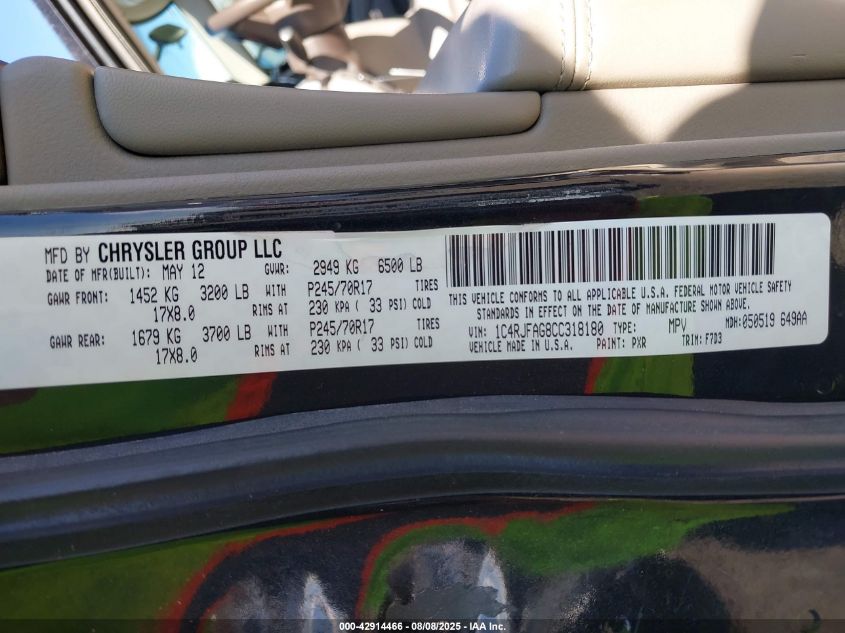 MFD BY CHRYSLER GROUP LLC
DATE OF MFR(BUILT): MAY 12 GVWR: 2949 KG 6500 LB
GAWR FRONT: 1452 KG 3200 LB WITH P245/70R17 TIRES
17X8.0 RIMS AT 230 KPA ( 33 PSI) COLD
GAWR REAR: 1679 KG 3700 LB WITH P245/70R17 TIRES
17X8.0 RIMS AT 230 KPA ( 33 PSI) COLD
THIS VEHICLE CONFORMS TO ALL APPLICABLE U.S.A. FEDERAL MOTOR VEHICLE SAFETY
STANDARDS IN EFFECT ON THE DATE OF MANUFACTURE SHOWN ABOVE.
VIN: 1C4RJFAG8CC318180 TYPE: MPV MDH: 050519 649AA
VEHICLE MADE IN U.S.A. PAINT: PXR TRIM: F7D3
000-42914466 - 08/08/2025 - IAA Inc.